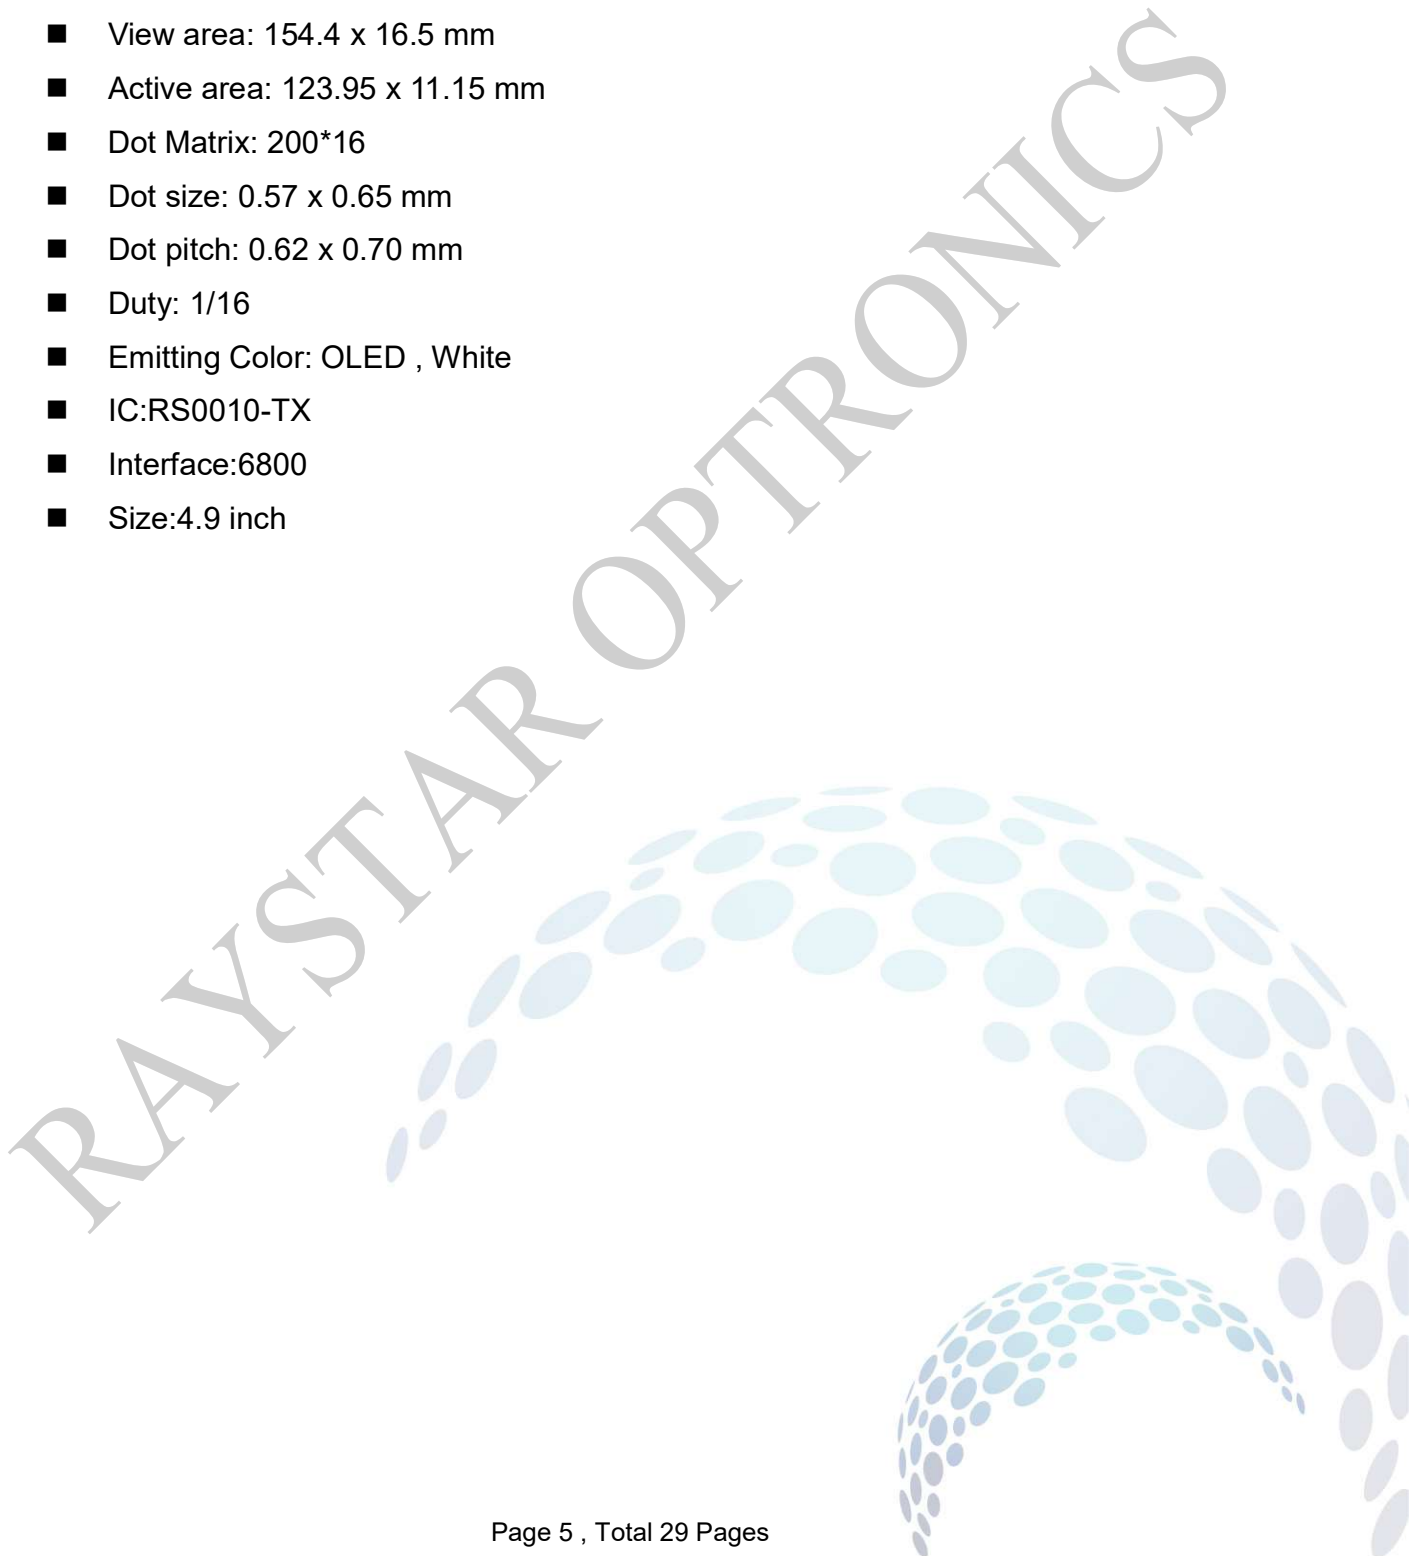 ■ View area: 154.4 x 16.5 mm
■ Active area: 123.95 x 11.15 mm
■ Dot Matrix: 200*16
■ Dot size: 0.57 x 0.65 mm
■ Dot pitch: 0.62 x 0.70 mm
■ Duty: 1/16
■ Emitting Color: OLED , White
■ IC:RS0010-TX
■ Interface:6800
■ Size:4.9 inch
RAYSTAR OPTRONICS
Page 5 , Total 29 Pages